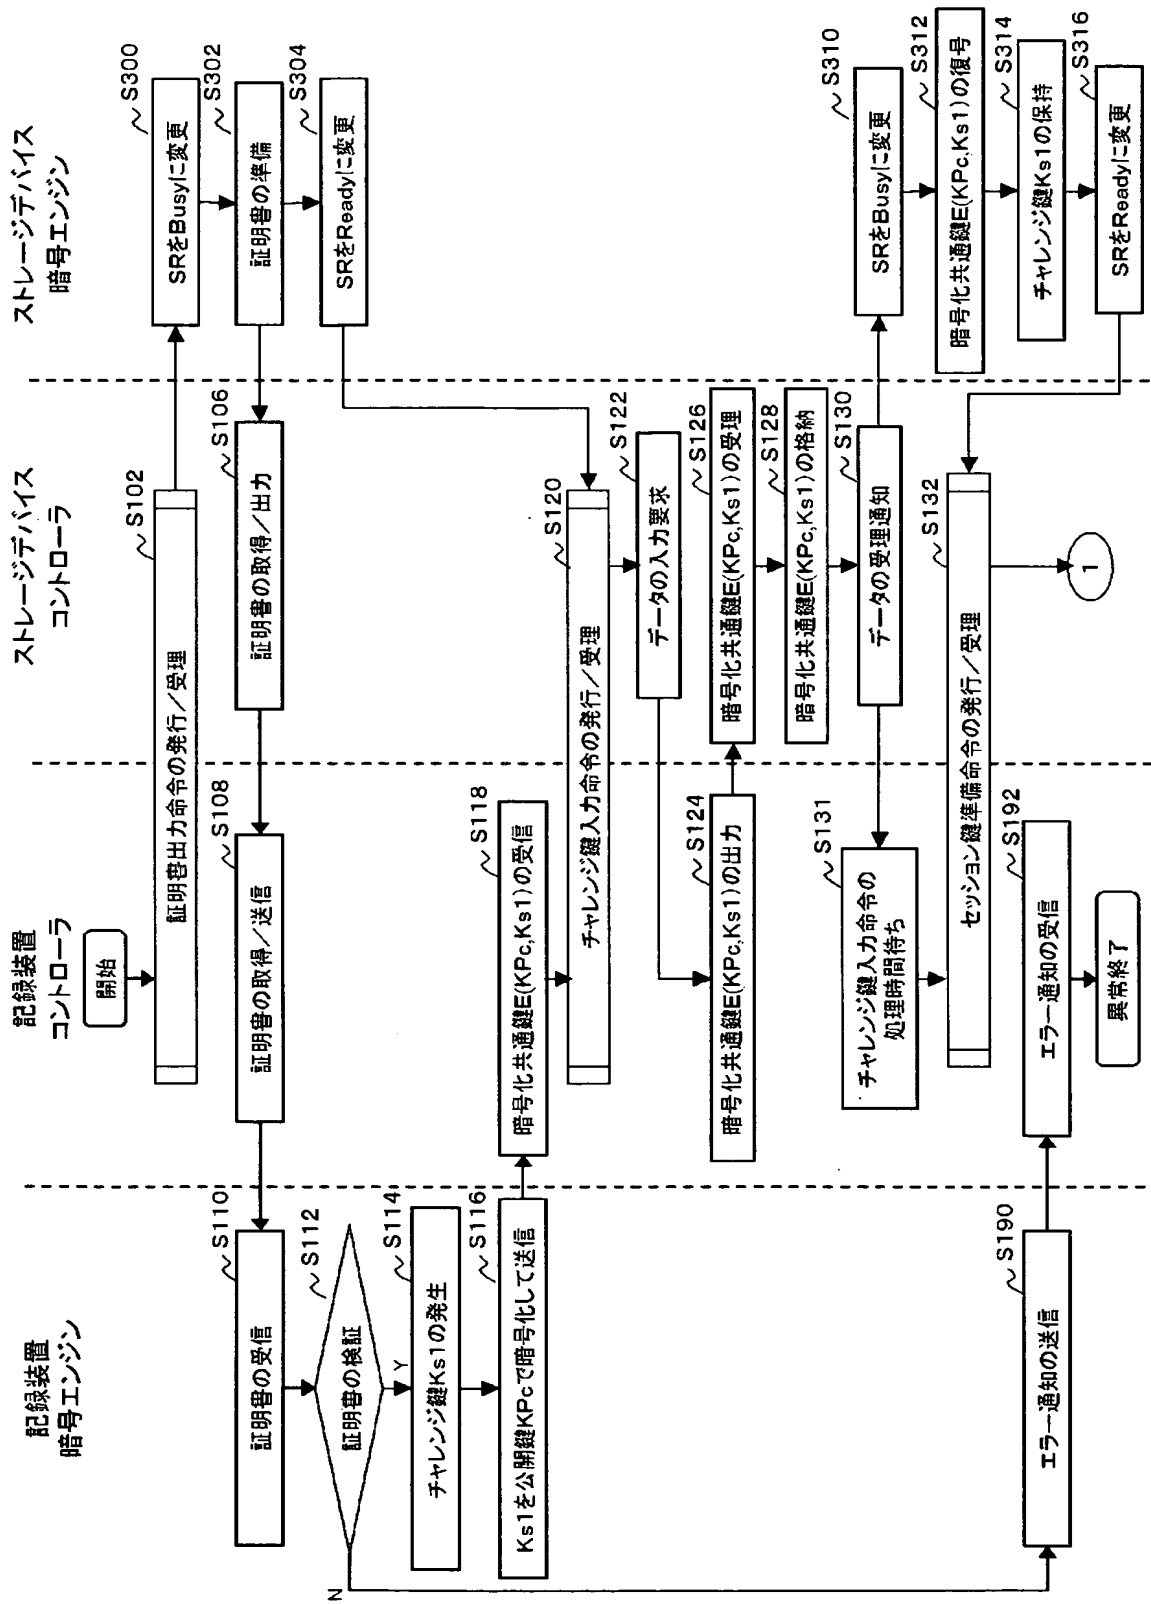 記録装置
暗号エンジン
記録装置
コントローラ
ストレージデバイス
コントローラ
ストレージデバイス
暗号エンジン
開始
S102
証明書出力命令の発行／受理
S300
SRをBusyに変更
S302
証明書の準備
S304
SRをReadyに変更
S106
証明書の取得／出力
S108
証明書の取得／送信
S110
証明書の受信
S112
証明書の検証
Y
N
S114
チャレンジ鍵Ks1の発生
S116
Ks1を公開鍵KPcで暗号化して送信
S118
暗号化共通鍵E(KPc,Ks1)の受信
S120
チャレンジ鍵入力命令の発行／受理
S122
データの入力要求
S124
暗号化共通鍵E(KPc,Ks1)の出力
S126
暗号化共通鍵E(KPc,Ks1)の受理
S128
暗号化共通鍵E(KPc,Ks1)の格納
S130
データの受理通知
S131
チャレンジ鍵入力命令の
処理時間待ち
S310
SRをBusyに変更
S312
暗号化共通鍵E(KPc,Ks1)の復号
S314
チャレンジ鍵Ks1の保持
S316
SRをReadyに変更
S132
セッション鍵準備命令の発行／受理
1
S190
エラー通知の送信
S192
エラー通知の受信
異常終了